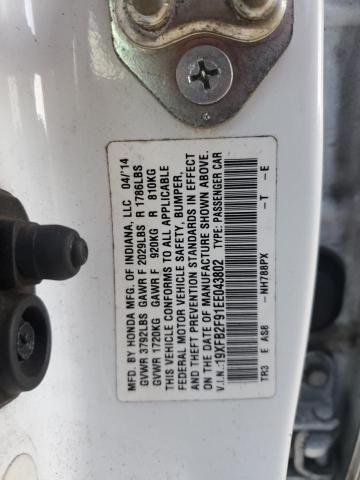 MFD. BY HONDA MFG. OF INDIANA, LLC 04/14
GVWR 3792LBS GAWR F 2029LBS R 1786LBS
GVWR 1720KG GAWR F 920KG R 810KG
THIS VEHICLE CONFORMS TO ALL APPLICABLE
FEDERAL MOTOR VEHICLE SAFETY, BUMPER,
AND THEFT PREVENTION STANDARDS IN EFFECT
ON THE DATE OF MANUFACTURE SHOWN ABOVE.
V.I.N.: 19XFB2F91EE043802 TYPE: PASSENGER CAR
TR3 E AS8 - NH788PX - T - E